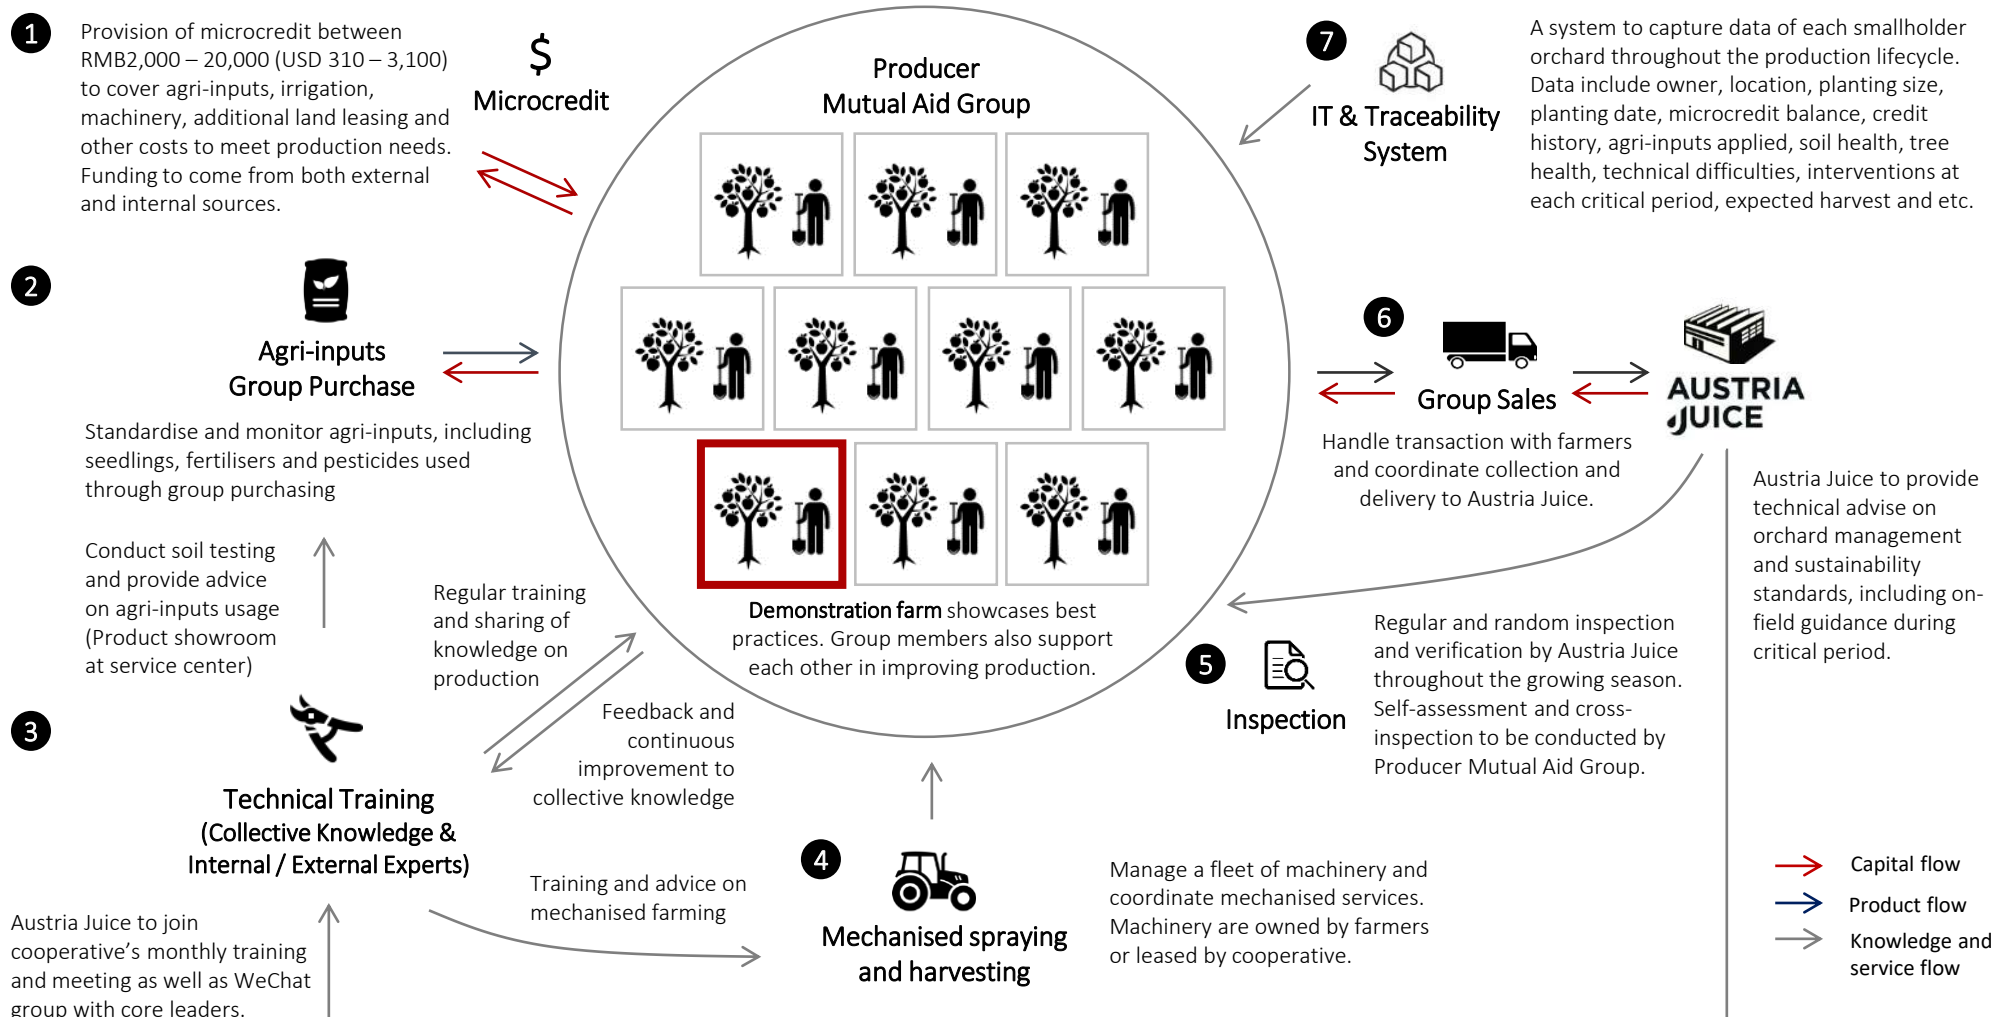 1
Provision of microcredit between
RMB2,000 – 20,000 (USD 310 – 3,100)
to cover agri-inputs, irrigation,
machinery, additional land leasing and
other costs to meet production needs.
Funding to come from both external
and internal sources.
$
Microcredit
Producer
Mutual Aid Group
7
IT & Traceability
System
A system to capture data of each smallholder
orchard throughout the production lifecycle.
Data include owner, location, planting size,
planting date, microcredit balance, credit
history, agri-inputs applied, soil health, tree
health, technical difficulties, interventions at
each critical period, expected harvest and etc.
2
Agri-inputs
Group Purchase
Standardise and monitor agri-inputs, including
seedlings, fertilisers and pesticides used
through group purchasing
6
Group Sales
AUSTRIA
JUICE
Handle transaction with farmers
and coordinate collection and
delivery to Austria Juice.
Austria Juice to provide
technical advise on
orchard management
and sustainability
standards, including on-
field guidance during
critical period.
Conduct soil testing
and provide advice
on agri-inputs usage
(Product showroom
at service center)
Regular training
and sharing of
knowledge on
production
Demonstration farm showcases best
practices. Group members also support
each other in improving production.
5
Inspection
Regular and random inspection
and verification by Austria Juice
throughout the growing season.
Self-assessment and cross-
inspection to be conducted by
Producer Mutual Aid Group.
3
Technical Training
(Collective Knowledge &
Internal / External Experts)
Feedback and
continuous
improvement to
collective knowledge
Training and advice on
mechanised farming
4
Mechanised spraying
and harvesting
Manage a fleet of machinery and
coordinate mechanised services.
Machinery are owned by farmers
or leased by cooperative.
Austria Juice to join
cooperative's monthly training
and meeting as well as WeChat
group with core leaders.
Capital flow
Product flow
Knowledge and
service flow